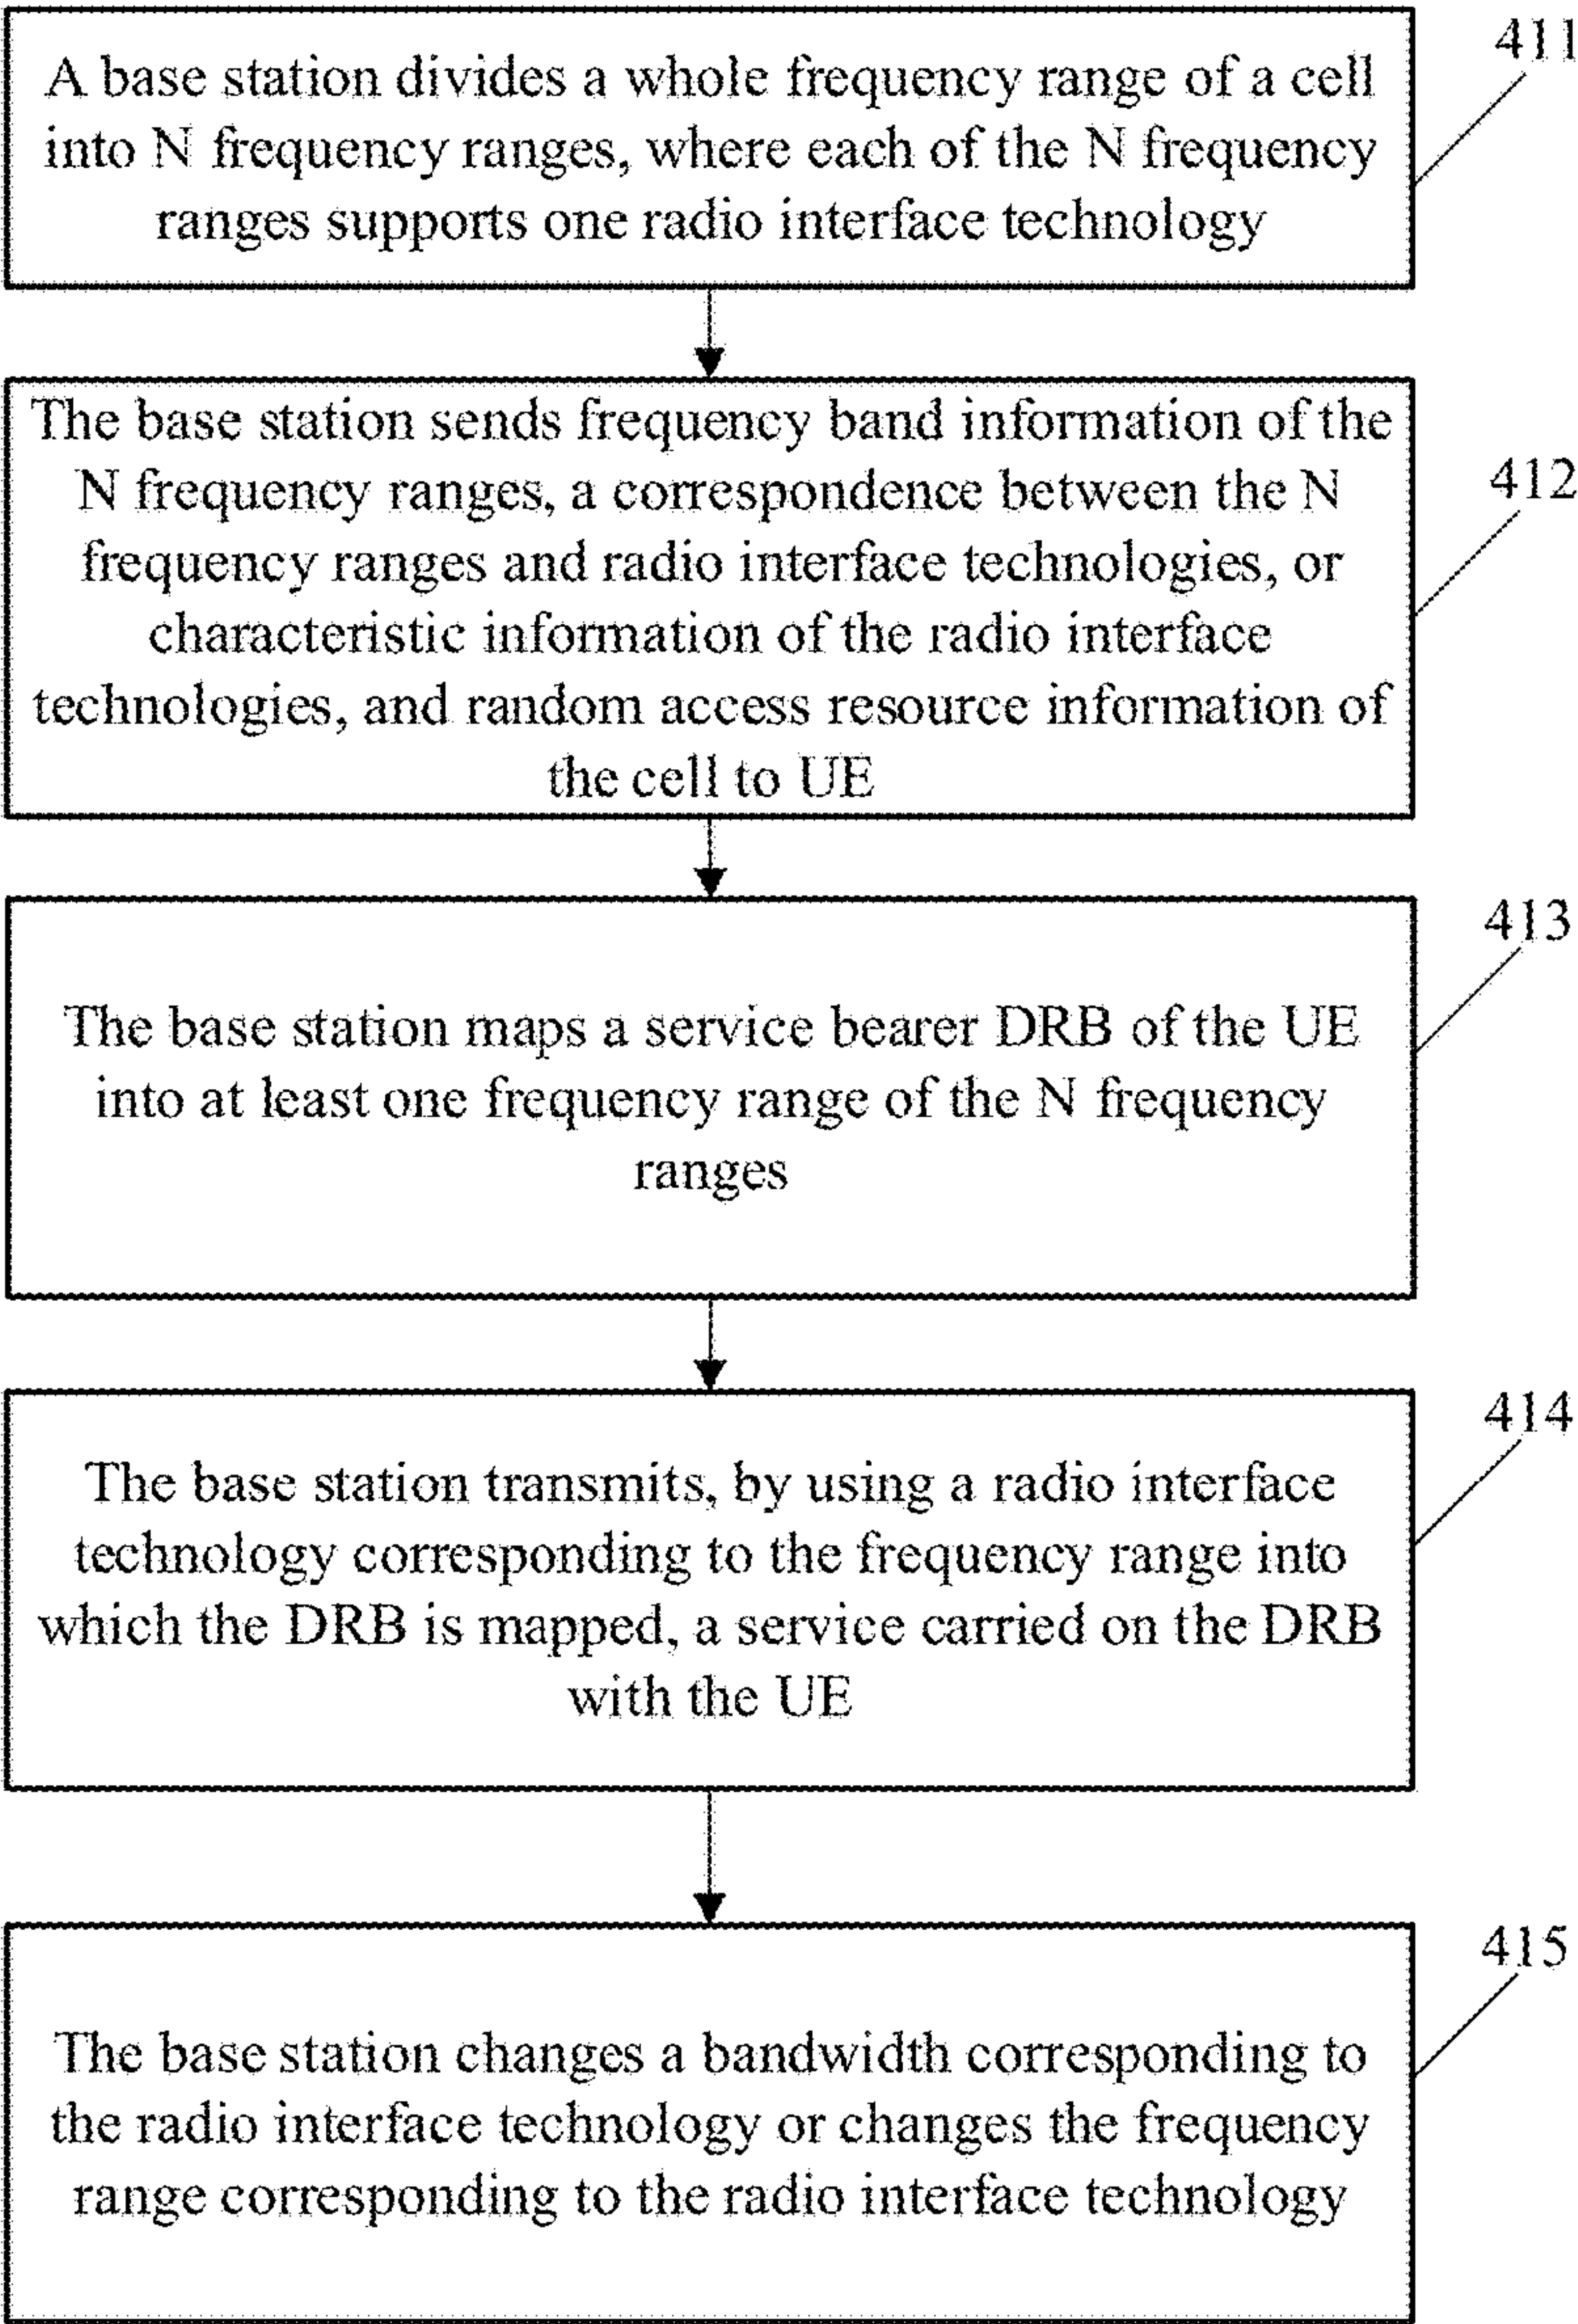 A base station divides a whole frequency range of a cell
into N frequency ranges, where each of the N frequency
ranges supports one radio interface technology
411
The base station sends frequency band information of the
N frequency ranges, a correspondence between the N
frequency ranges and radio interface technologies, or
characteristic information of the radio interface
technologies, and random access resource information of
the cell to UE
412
The base station maps a service bearer DRB of the UE
into at least one frequency range of the N frequency
ranges
413
The base station transmits, by using a radio interface
technology corresponding to the frequency range into
which the DRB is mapped, a service carried on the DRB
with the UE
414
The base station changes a bandwidth corresponding to
the radio interface technology or changes the frequency
range corresponding to the radio interface technology
415